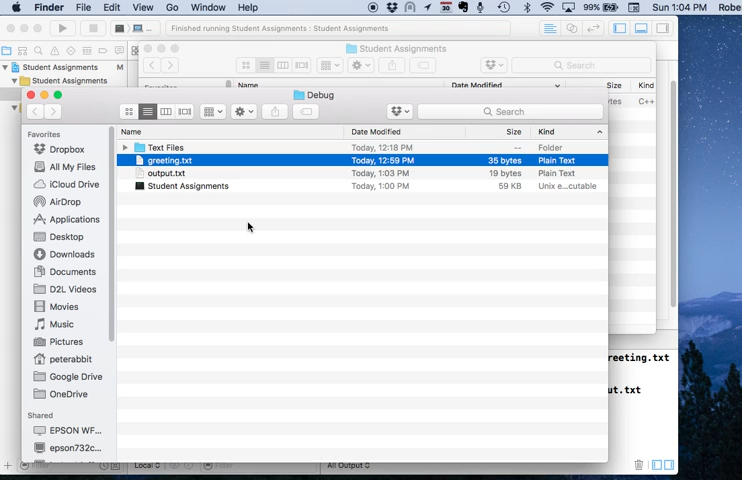 Finder File Edit View Go Window Help 30 99% Sun 1:04 PM Robe
Finished running Student Assignments : Student Assignments
Student Assignments M
Student Assignments
Student Assignments
Search
Name Date Modified Size Kind
C++
Debug
Search
Name Date Modified Size Kind
Text Files Today, 12:18 PM -- Folder
greeting.txt Today, 12:59 PM 35 bytes Plain Text
output.txt Today, 1:03 PM 19 bytes Plain Text
Student Assignments Today, 1:00 PM 59 KB Unix e...cutable
Favorites
Dropbox
All My Files
iCloud Drive
AirDrop
Applications
Desktop
Downloads
Documents
D2L Videos
Movies
Music
Pictures
peterabbit
Google Drive
OneDrive
Shared
EPSON WF...
epson732c...
reeting.txt
ut.txt
Local
All Output